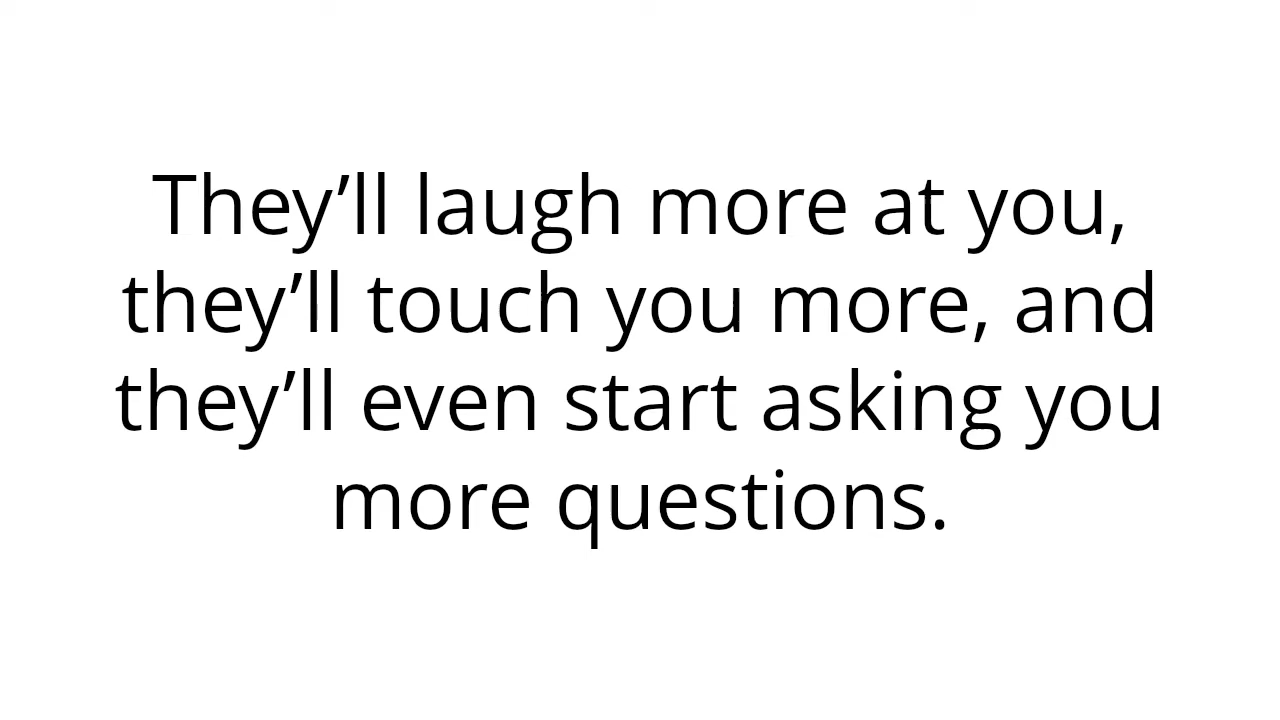 They’ll laugh more at you,
they’ll touch you more, and
they’ll even start asking you
more questions.